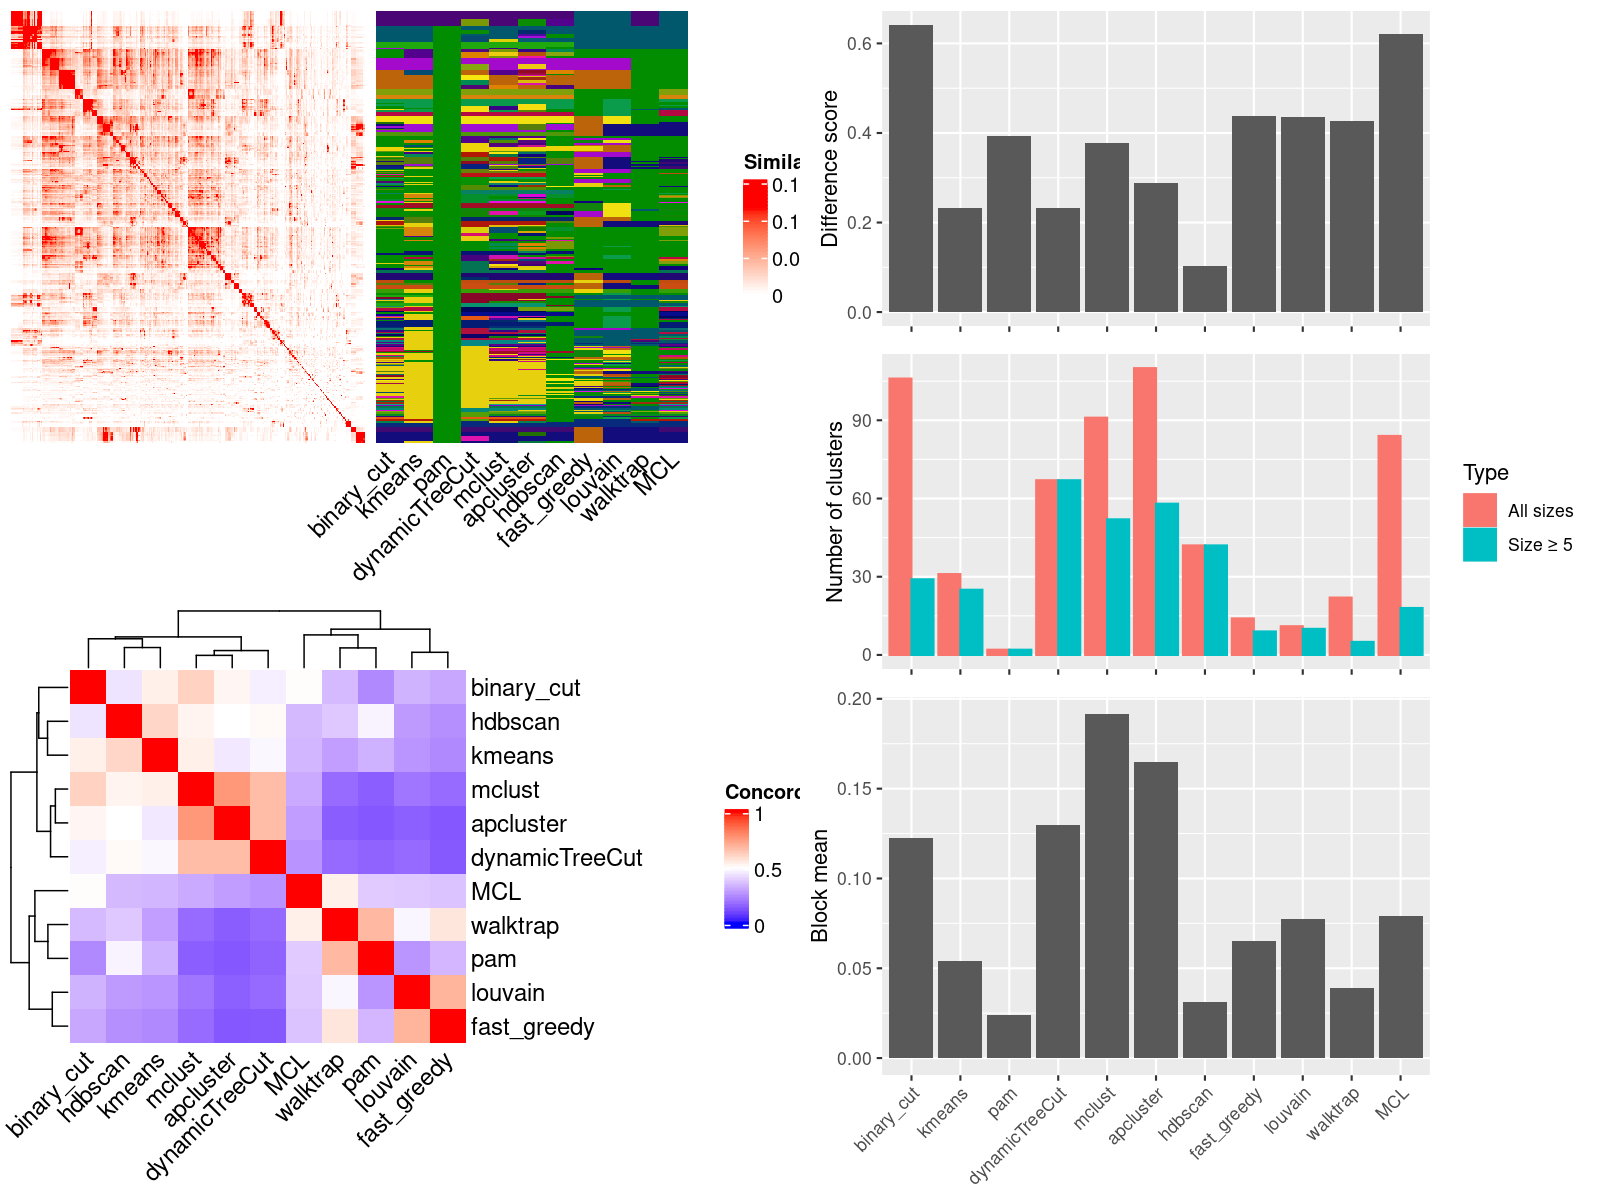 Simila
0.1
0.1
0.0
0
binary_cut
kmeans
pam
dynamicTreeCut
mclust
apcluster
hdbscan
fast_greedy
louvain
walktrap
MCL
binary_cut
hdbscan
kmeans
mclust
apcluster
dynamicTreeCut
MCL
walktrap
pam
louvain
fast_greedy
binary_cut
hdbscan
kmeans
mclust
apcluster
dynamicTreeCut
MCL
walktrap
pam
louvain
fast_greedy
Concord
1
0.5
0
Difference score
0.6
0.4
0.2
0.0
Number of clusters
90
60
30
0
Type
All sizes
Size ≥ 5
Block mean
0.20
0.15
0.10
0.05
0.00
binary_cut
kmeans
pam
dynamicTreeCut
mclust
apcluster
hdbscan
fast_greedy
louvain
walktrap
MCL